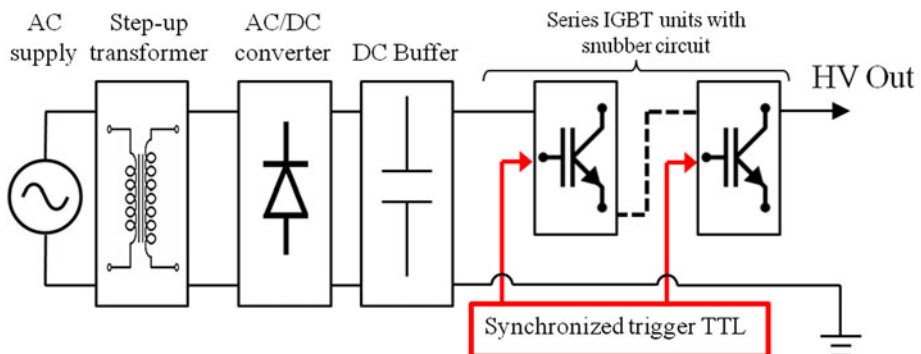 AC
supply
Step-up
transformer
AC/DC
converter
DC Buffer
Series IGBT units with
snubber circuit
HV Out
Synchronized trigger TTL